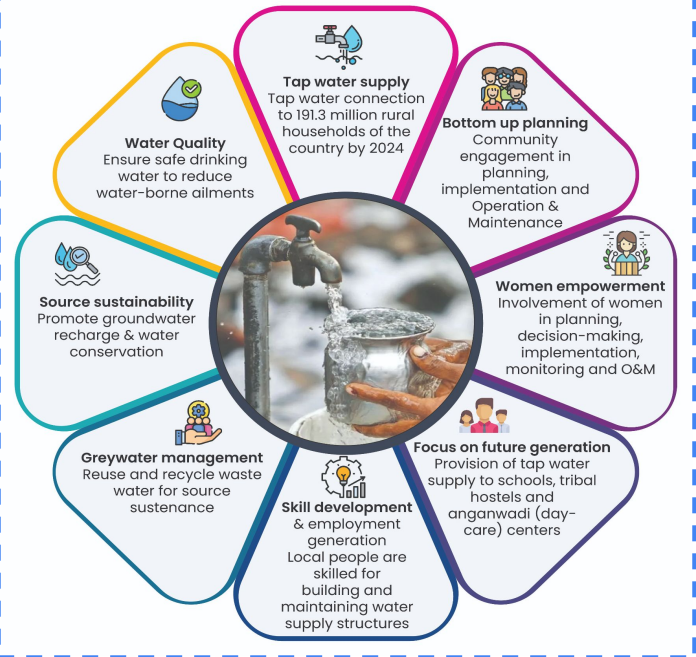 Tap water supply
Tap water connection
to 191.3 million rural
households of the
country by 2024
Bottom up planning
Community
engagement in
planning,
implementation and
Operation &
Maintenance
Women empowerment
Involvement of women
in planning,
decision-making,
implementation,
monitoring and O&M
Focus on future generation
Provision of tap water
supply to schools, tribal
hostels and
anganwadi (day-
care) centers
Skill development
& employment
generation
Local people are
skilled for
building and
maintaining water
supply structures
Greywater management
Reuse and recycle waste
water for source
sustenance
Source sustainability
Promote groundwater
recharge & water
conservation
Water Quality
Ensure safe drinking
water to reduce
water-borne ailments